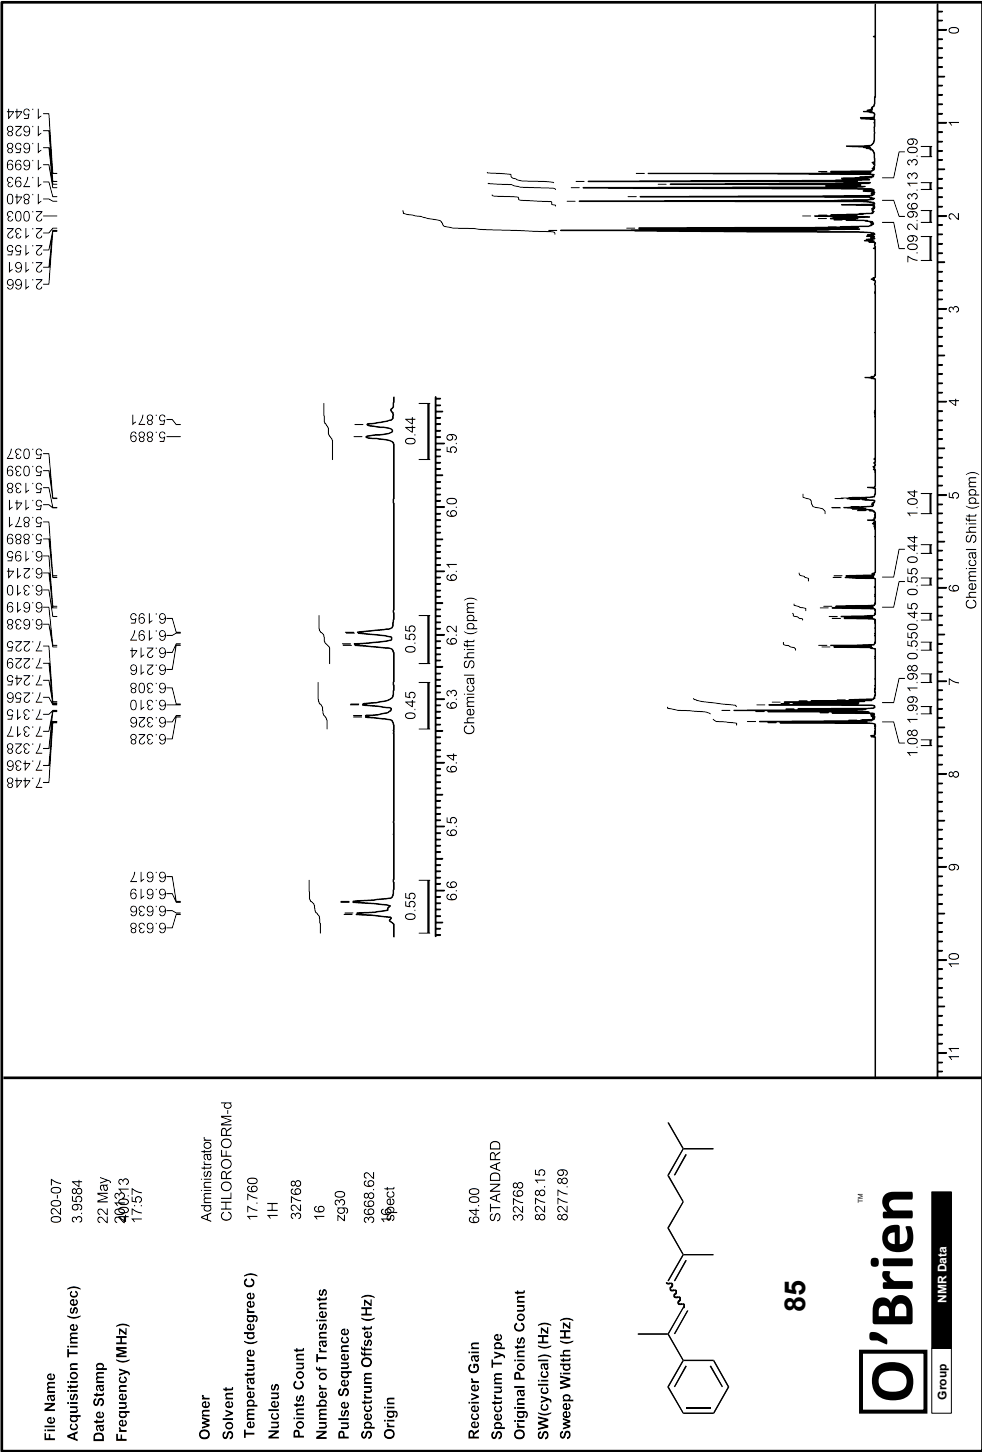 File Name 020-07
Acquisition Time (sec) 3.9584
Date Stamp 22 May 2013 17:57
Frequency (MHz) 400.13
Owner Administrator
Solvent CHLOROFORM-d
Temperature (degree C) 17.760
Nucleus 1H
Points Count 32768
Number of Transients 16
Pulse Sequence zg30
Spectrum Offset (Hz) 3668.62
Origin spect
Receiver Gain 64.00
Spectrum Type STANDARD
Original Points Count 32768
SW(cyclical) (Hz) 8278.15
Sweep Width (Hz) 8277.89
85
O'Brien ™
Group NMR Data
7.448
7.436
7.328
7.317
7.315
7.256
7.245
7.229
7.225
6.638
6.619
6.310
6.214
6.195
5.889
5.871
5.141
5.138
5.039
5.037
2.166
2.161
2.155
2.132
2.003
1.840
1.793
1.699
1.658
1.628
1.544
6.638
6.636
6.619
6.617
6.328
6.326
6.310
6.308
6.216
6.214
6.197
6.195
5.889
5.871
0.55 0.45 0.55 0.44
6.6 6.5 6.4 6.3 6.2 6.1 6.0 5.9
Chemical Shift (ppm)
1.08 1.99 1.98 0.55 0.45 0.55 0.44 1.04 7.09 2.96 3.13 3.09
11 10 9 8 7 6 5 4 3 2 1 0
Chemical Shift (ppm)